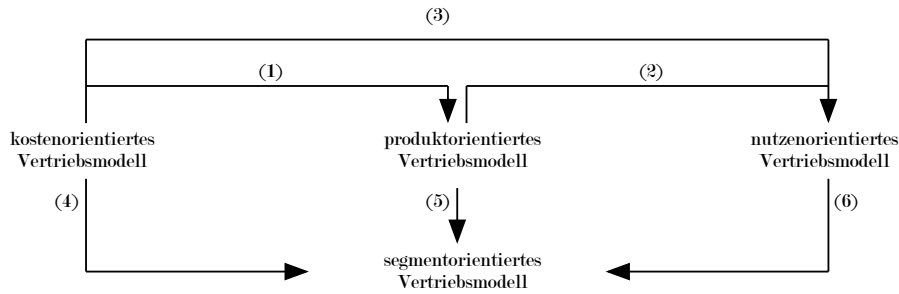 (3)
(1)
(2)
kostenorientiertes
Vertriebsmodell
produktorientiertes
Vertriebsmodell
nutzenorientiertes
Vertriebsmodell
(4)
(5)
(6)
segmentorientiertes
Vertriebsmodell